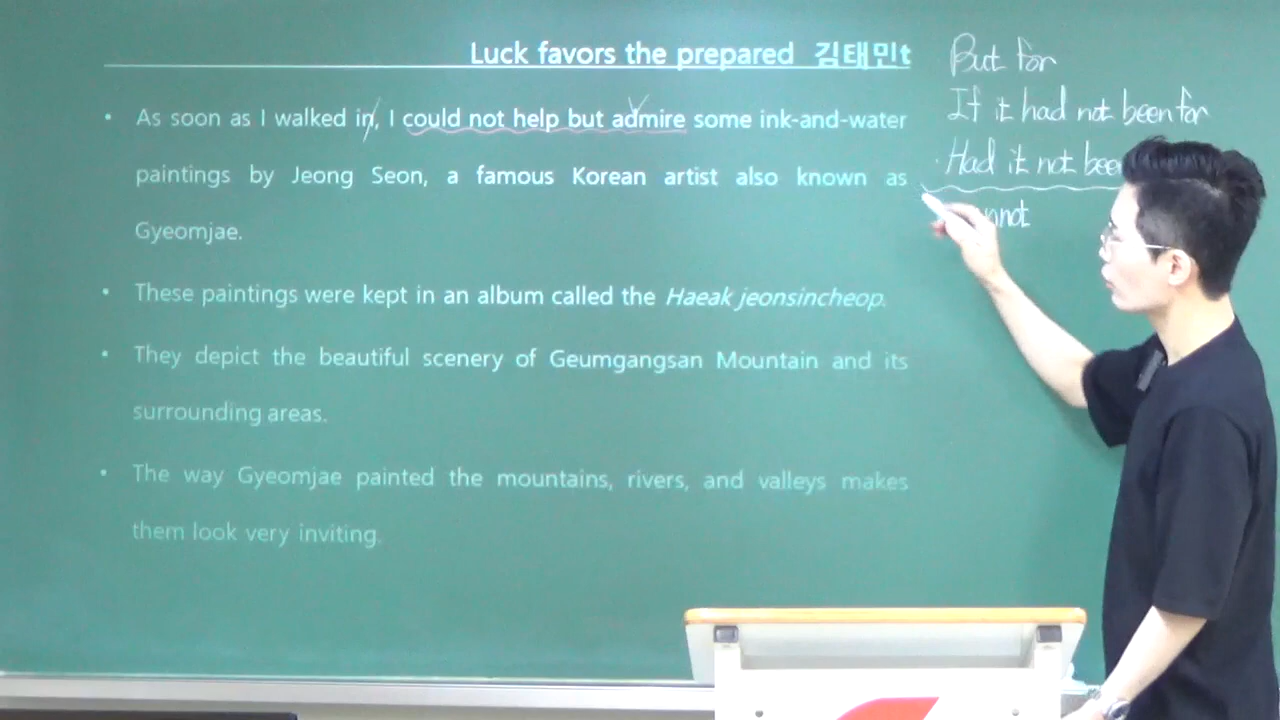 Luck favors the prepared 김태민t
• As soon as I walked in, I could not help but admire some ink-and-water
paintings by Jeong Seon, a famous Korean artist also known as
Gyeomjae.
• These paintings were kept in an album called the Haeak jeonsincheop.
• They depict the beautiful scenery of Geumgangsan Mountain and its
surrounding areas.
• The way Gyeomjae painted the mountains, rivers, and valleys makes
them look very inviting.
But for
If it had not been for
Had it not